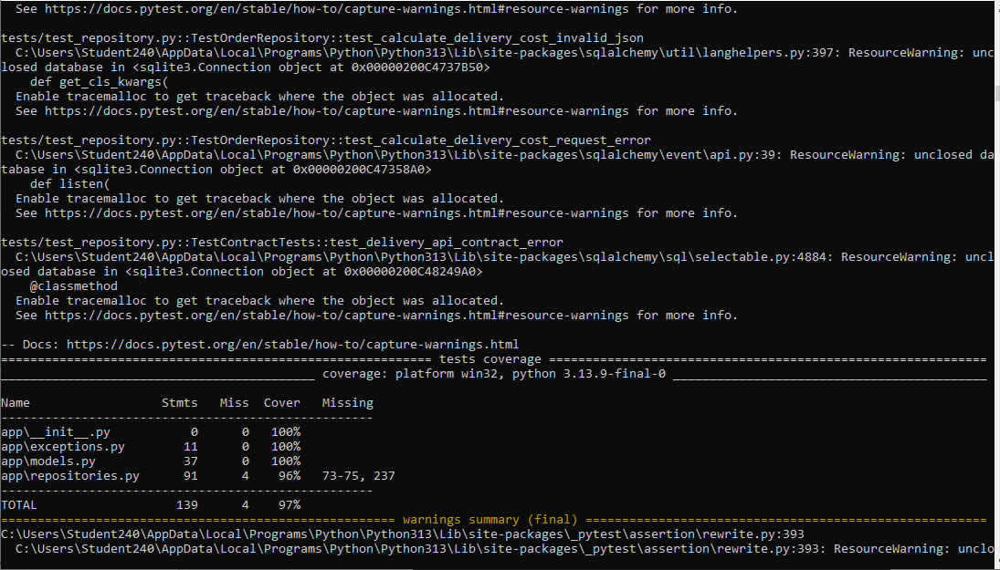 See https://docs.pytest.org/en/stable/how-to/capture-warnings.html#resource-warnings for more info.

tests/test_repository.py::TestOrderRepository::test_calculate_delivery_cost_invalid_json
  C:\Users\Student240\AppData\Local\Programs\Python\Python313\Lib\site-packages\sqlalchemy\util\langhelpers.py:397: ResourceWarning: unc
losed database in <sqlite3.Connection object at 0x00000200C4737B50>
    def get_cls_kwargs(
  Enable tracemalloc to get traceback where the object was allocated.
  See https://docs.pytest.org/en/stable/how-to/capture-warnings.html#resource-warnings for more info.

tests/test_repository.py::TestOrderRepository::test_calculate_delivery_cost_request_error
  C:\Users\Student240\AppData\Local\Programs\Python\Python313\Lib\site-packages\sqlalchemy\event\api.py:39: ResourceWarning: unclosed da
tabase in <sqlite3.Connection object at 0x00000200C47358A0>
    def listen(
  Enable tracemalloc to get traceback where the object was allocated.
  See https://docs.pytest.org/en/stable/how-to/capture-warnings.html#resource-warnings for more info.

tests/test_repository.py::TestContractTests::test_delivery_api_contract_error
  C:\Users\Student240\AppData\Local\Programs\Python\Python313\Lib\site-packages\sqlalchemy\sql\selectable.py:4884: ResourceWarning: uncl
osed database in <sqlite3.Connection object at 0x00000200C48249A0>
    @classmethod
  Enable tracemalloc to get traceback where the object was allocated.
  See https://docs.pytest.org/en/stable/how-to/capture-warnings.html#resource-warnings for more info.

-- Docs: https://docs.pytest.org/en/stable/how-to/capture-warnings.html
=========================================================== tests coverage ============================================================
___________________________________________ coverage: platform win32, python 3.13.9-final-0 ___________________________________________

Name                  Stmts   Miss  Cover   Missing
---------------------------------------------------
app\__init__.py           0      0   100%
app\exceptions.py        11      0   100%
app\models.py            37      0   100%
app\repositories.py      91      4    96%   73-75, 237
---------------------------------------------------
TOTAL                   139      4    97%
====================================================== warnings summary (final) =======================================================
C:\Users\Student240\AppData\Local\Programs\Python\Python313\Lib\site-packages\_pytest\assertion\rewrite.py:393
  C:\Users\Student240\AppData\Local\Programs\Python\Python313\Lib\site-packages\_pytest\assertion\rewrite.py:393: ResourceWarning: unclo